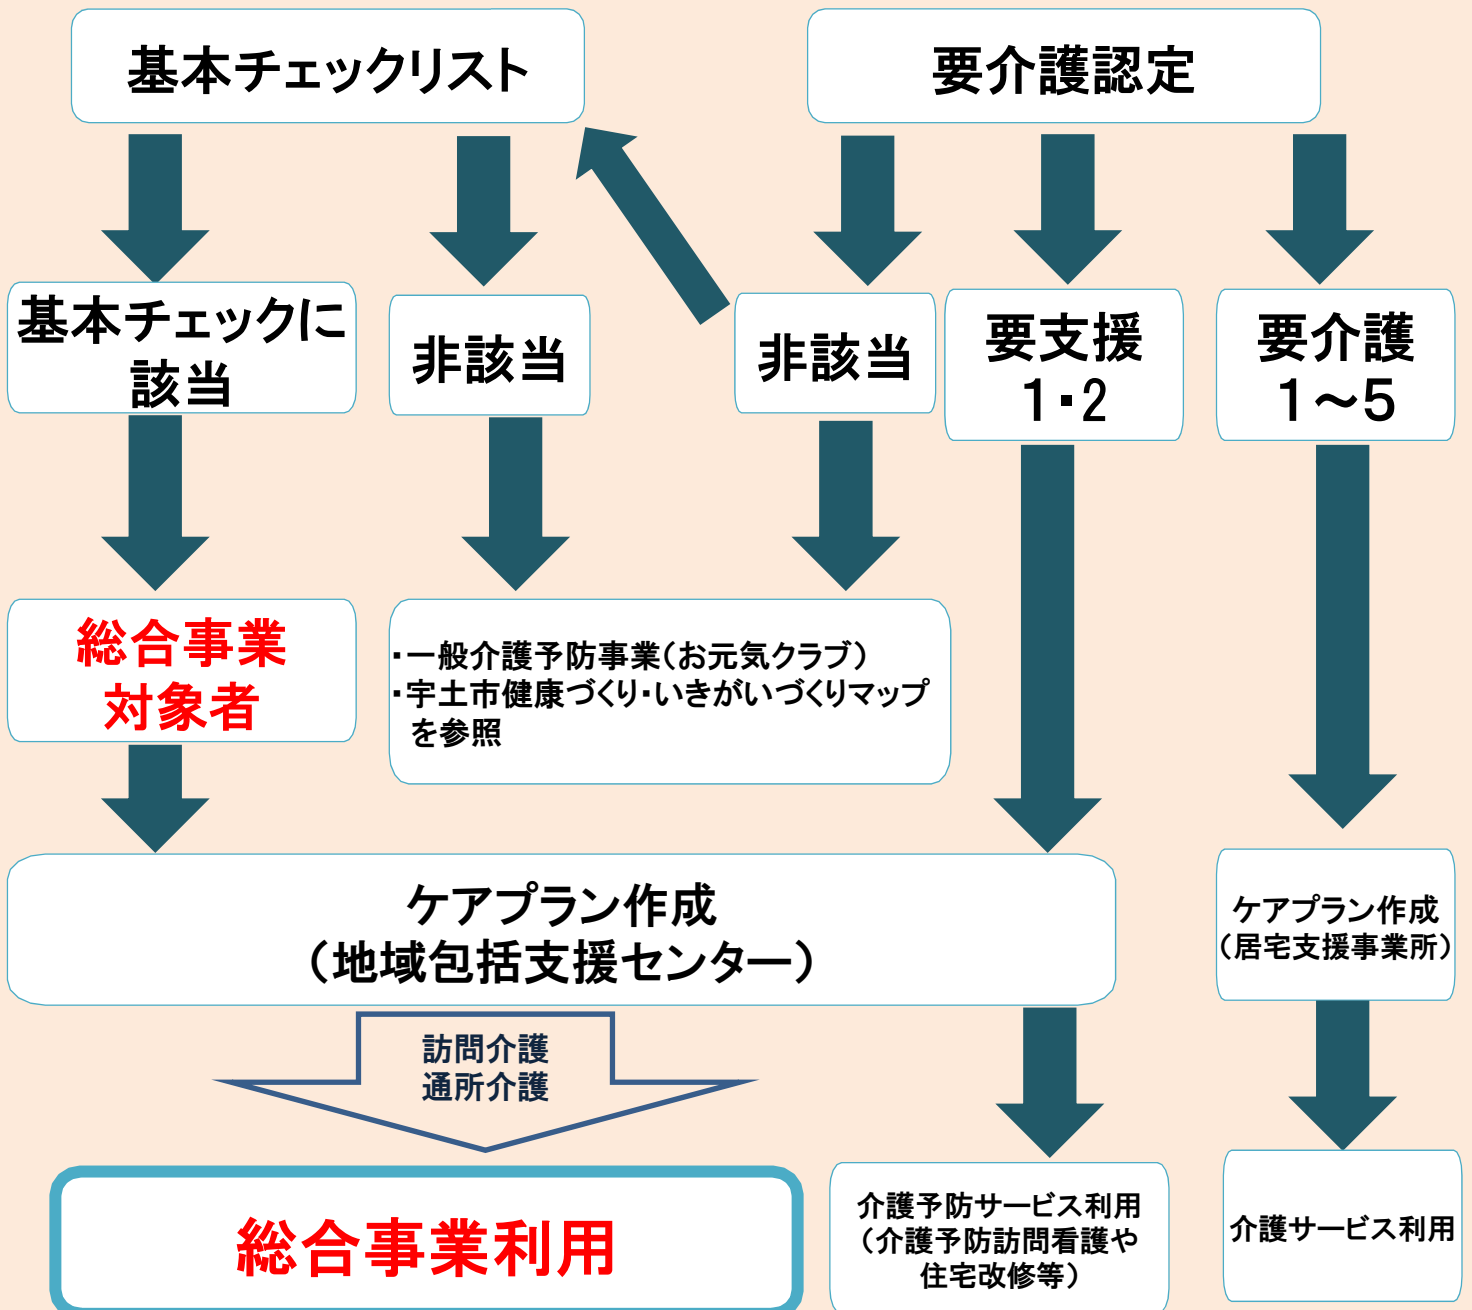 基本チェックリスト
要介護認定
基本チェックに
該当
非該当
非該当
要支援
1・2
要介護
1～5
総合事業
対象者
・一般介護予防事業(お元気クラブ)
・宇土市健康づくり・いきがいづくりマップ
を参照
ケアプラン作成
(地域包括支援センター)
ケアプラン作成
(居宅支援事業所)
訪問介護
通所介護
総合事業利用
介護予防サービス利用
(介護予防訪問看護や
住宅改修等)
介護サービス利用